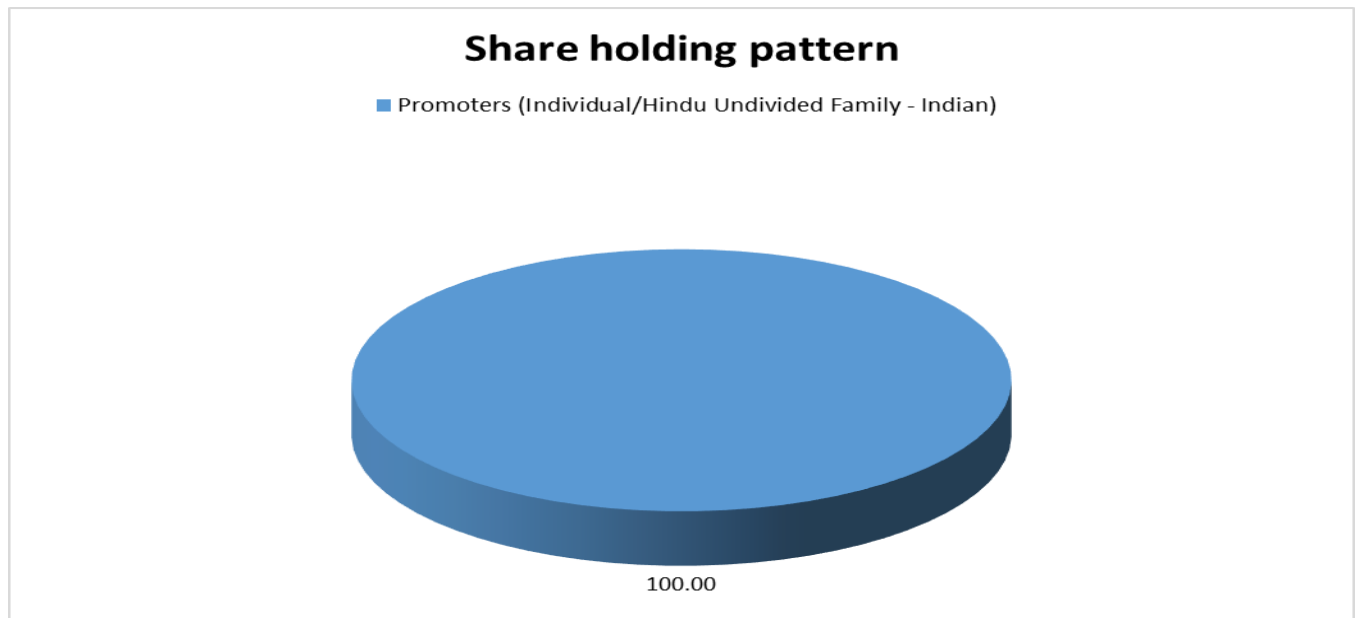 Share holding pattern
Promoters (Individual/Hindu Undivided Family - Indian)
100.00